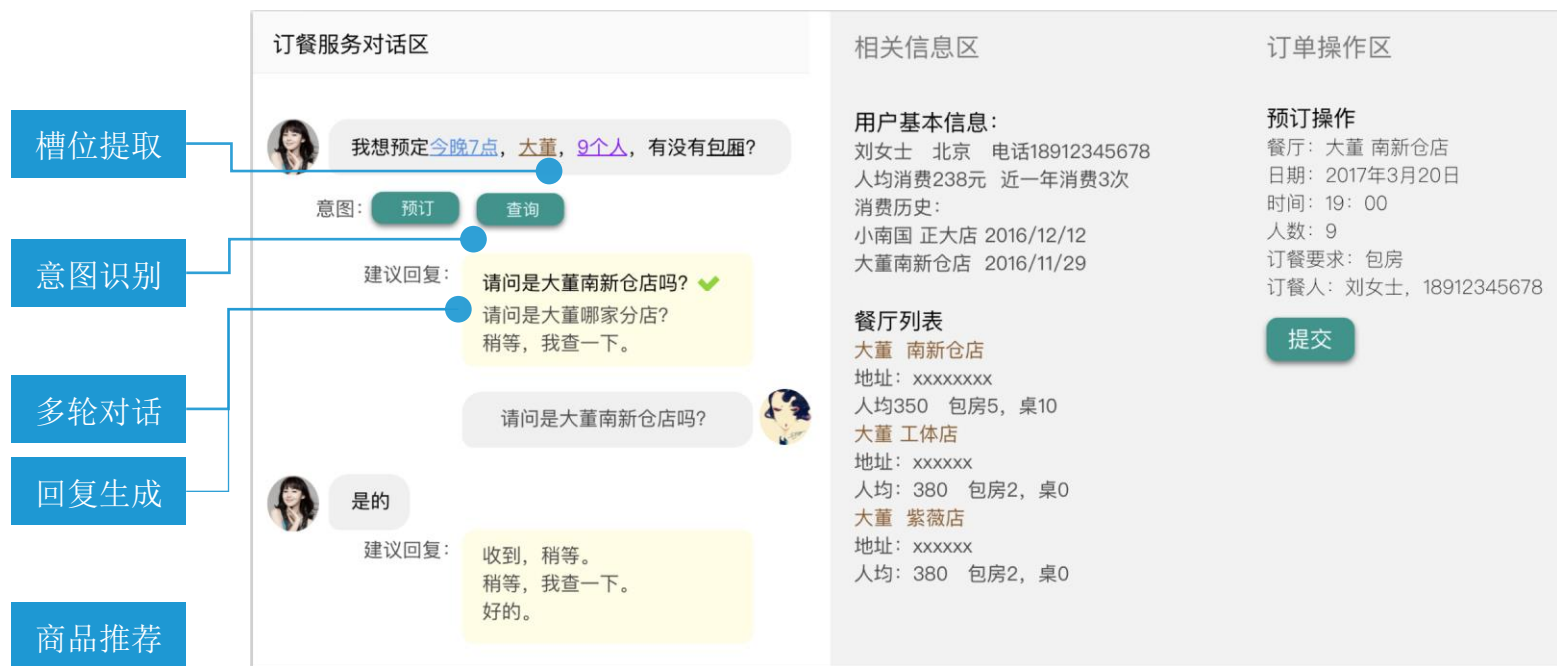 槽位提取
意图识别
多轮对话
回复生成
商品推荐
订餐服务对话区
我想预定今晚7点，大董，9个人，有没有包厢？
意图： 预订 查询
建议回复： 请问是大董南新仓店吗？
请问是大董哪家分店？
稍等，我查一下。
请问是大董南新仓店吗？
是的
建议回复： 收到，稍等。
稍等，我查一下。
好的。
相关信息区
用户基本信息：
刘女士 北京 电话18912345678
人均消费238元 近一年消费3次
消费历史：
小南国 正大店 2016/12/12
大董南新仓店 2016/11/29
餐厅列表
大董 南新仓店
地址：xxxxxxxx
人均350 包房5，桌10
大董 工体店
地址：xxxxxx
人均：380 包房2，桌0
大董 紫薇店
地址：xxxxxx
人均：380 包房2，桌0
订单操作区
预订操作
餐厅：大董 南新仓店
日期：2017年3月20日
时间：19：00
人数：9
订餐要求：包房
订餐人：刘女士，18912345678
提交